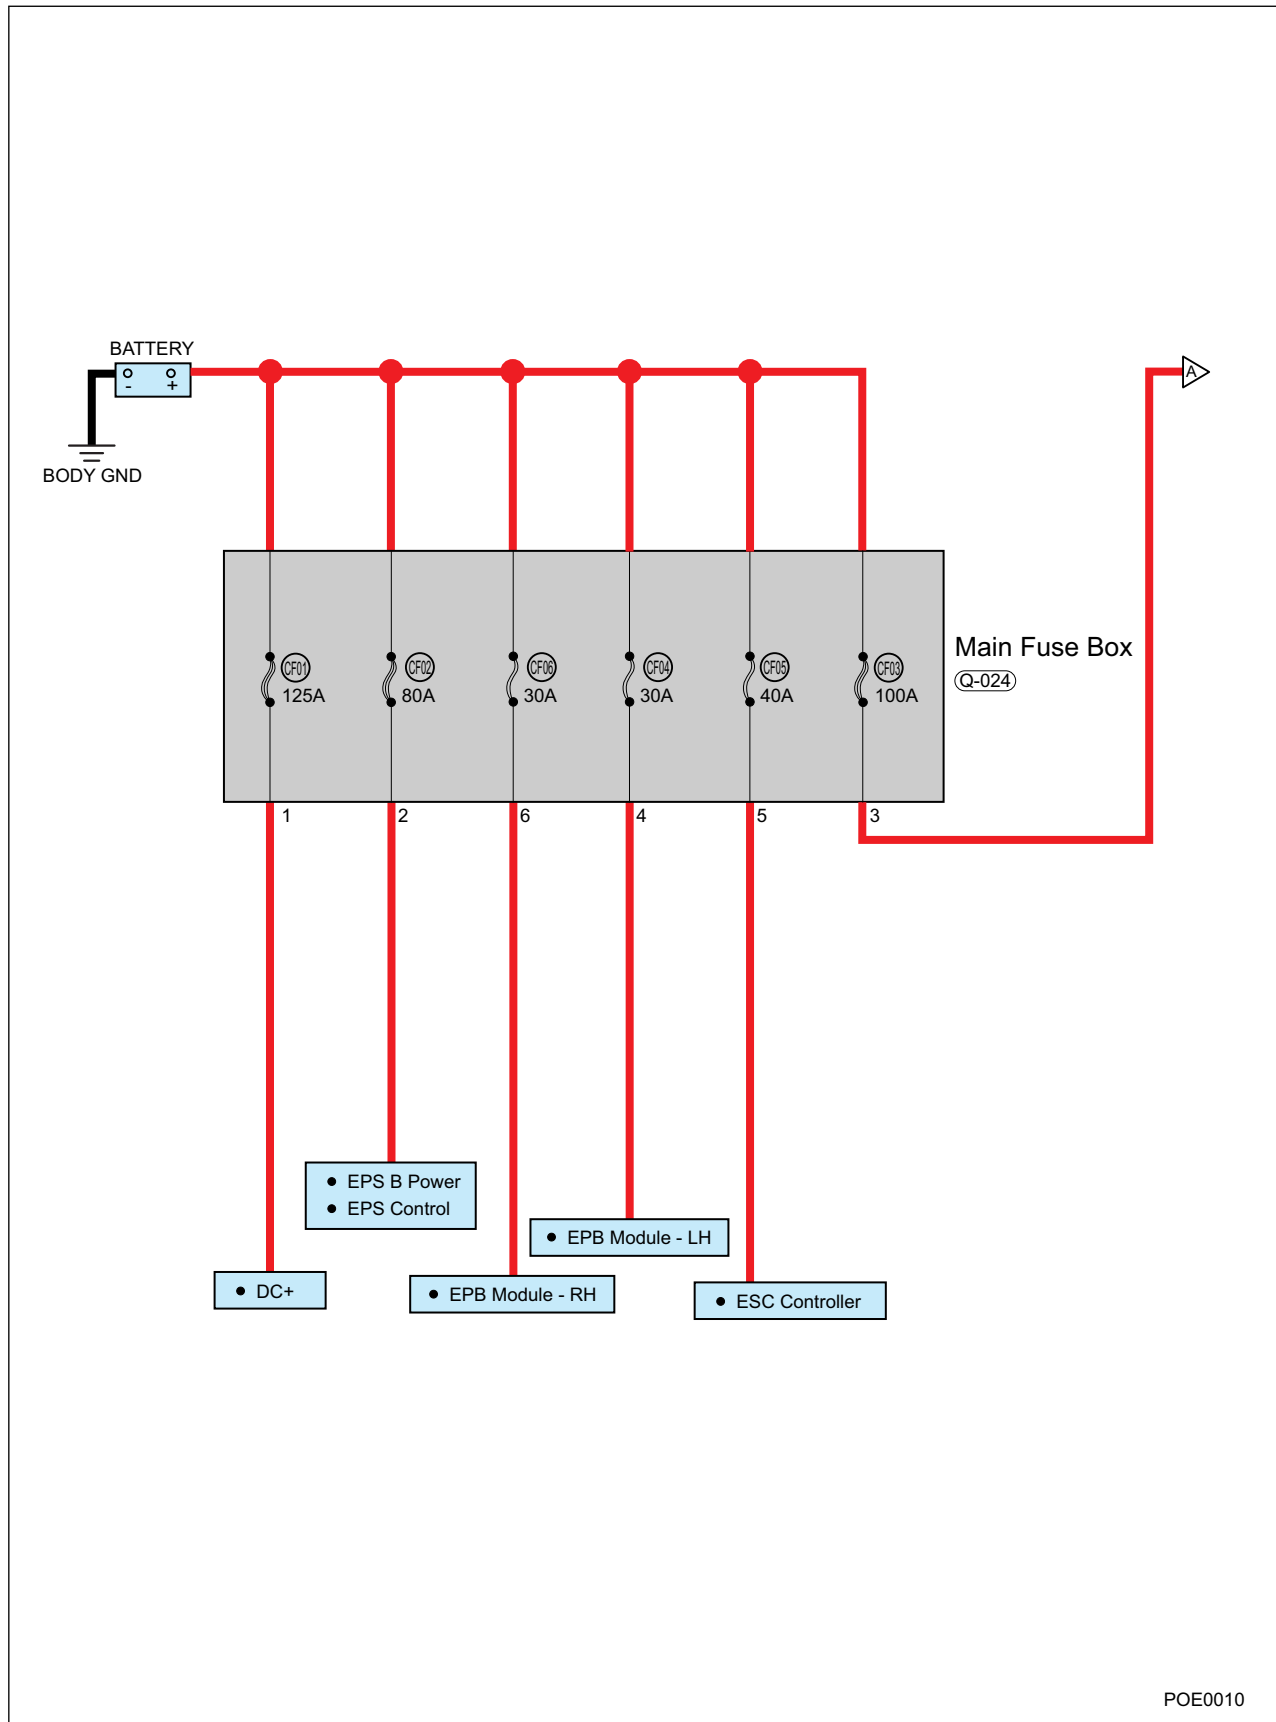 BATTERY
- +
A
BODY GND
Main Fuse Box
Q-024
CF01 CF02 CF06 CF04 CF05 CF03
125A 80A 30A 30A 40A 100A
1 2 6 4 5 3
• EPS B Power
• EPS Control
• EPB Module - LH
• DC+
• EPB Module - RH
• ESC Controller
POE0010